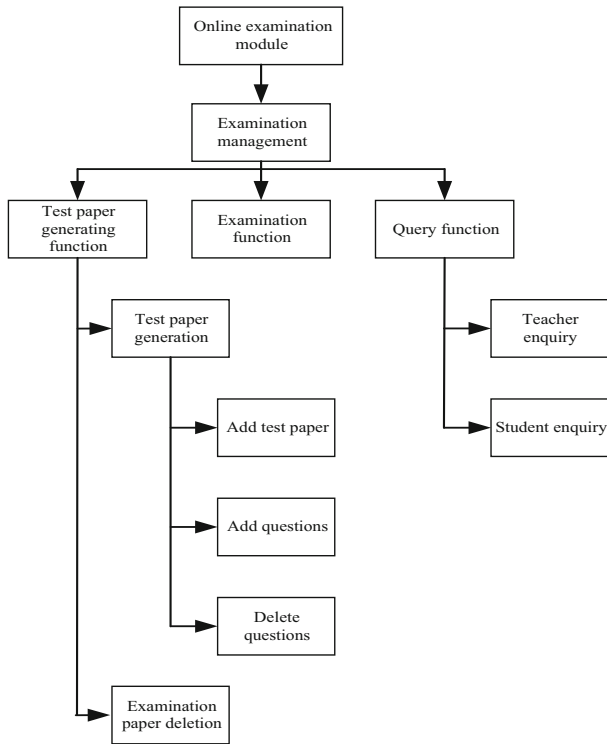 Online examination
module
Examination
management
Test paper
generating
function
Examination
function
Query function
Test paper
generation
Teacher
enquiry
Add test paper
Student enquiry
Add questions
Delete
questions
Examination
paper deletion